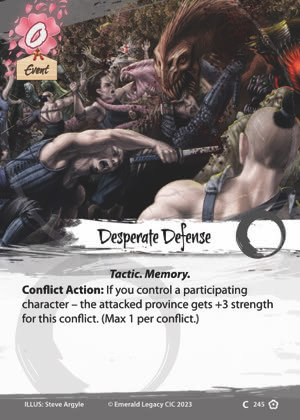 0
Event
Desperate Defense
Tactic. Memory.
Conflict Action: If you control a participating
character – the attacked province gets +3 strength
for this conflict. (Max 1 per conflict.)
ILLUS: Steve Argyle © Emerald Legacy CIC 2023 C 245